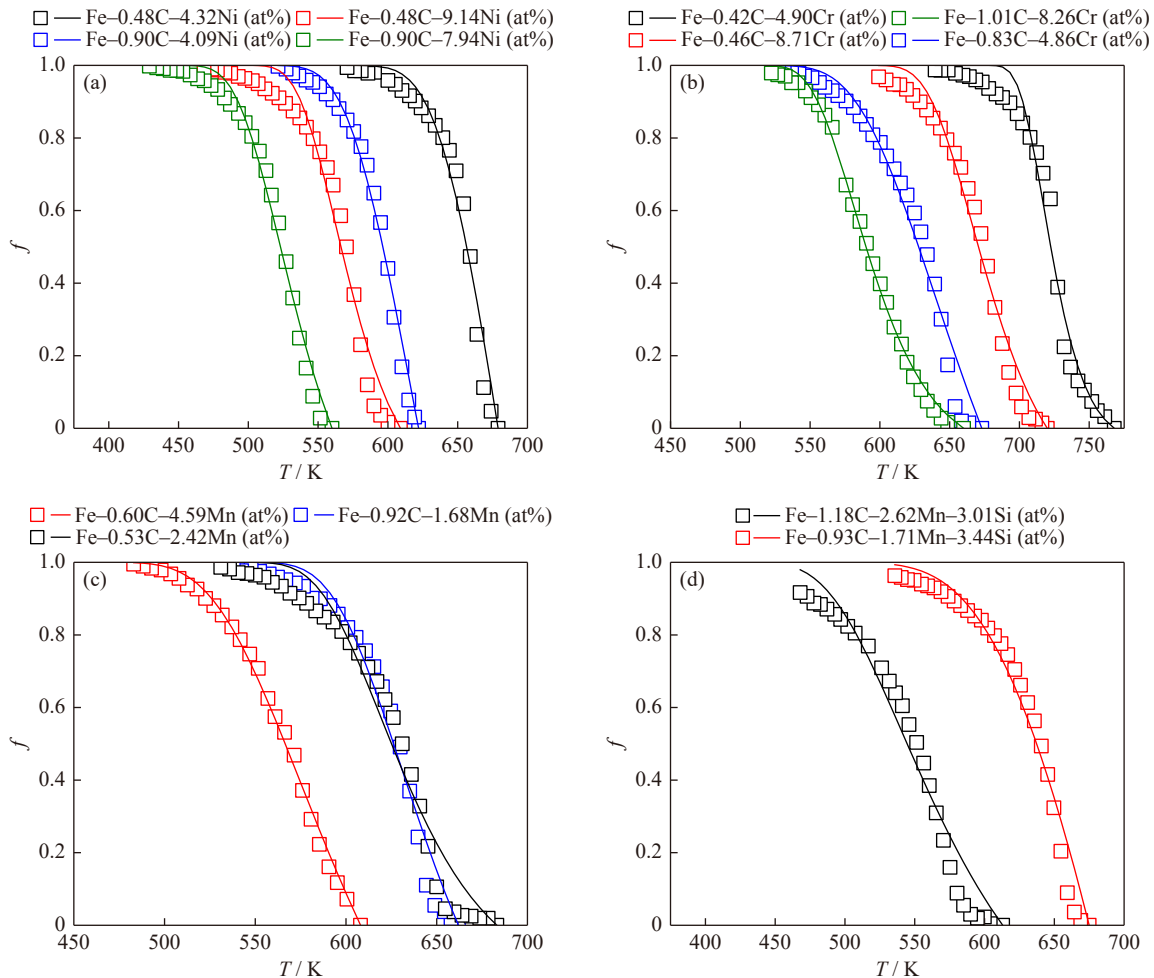 Fe–0.48C–4.32Ni (at%) Fe–0.48C–9.14Ni (at%)
Fe–0.90C–4.09Ni (at%) Fe–0.90C–7.94Ni (at%)
(a)
1.0
0.8
0.6
0.4
0.2
0
f
400 450 500 550 600 650 700
T / K
Fe–0.42C–4.90Cr (at%) Fe–1.01C–8.26Cr (at%)
Fe–0.46C–8.71Cr (at%) Fe–0.83C–4.86Cr (at%)
(b)
1.0
0.8
0.6
0.4
0.2
0
f
450 500 550 600 650 700 750
T / K
Fe–0.60C–4.59Mn (at%) Fe–0.92C–1.68Mn (at%)
Fe–0.53C–2.42Mn (at%)
(c)
1.0
0.8
0.6
0.4
0.2
0
f
450 500 550 600 650 700
T / K
Fe–1.18C–2.62Mn–3.01Si (at%)
Fe–0.93C–1.71Mn–3.44Si (at%)
(d)
1.0
0.8
0.6
0.4
0.2
0
f
400 450 500 550 600 650 700
T / K